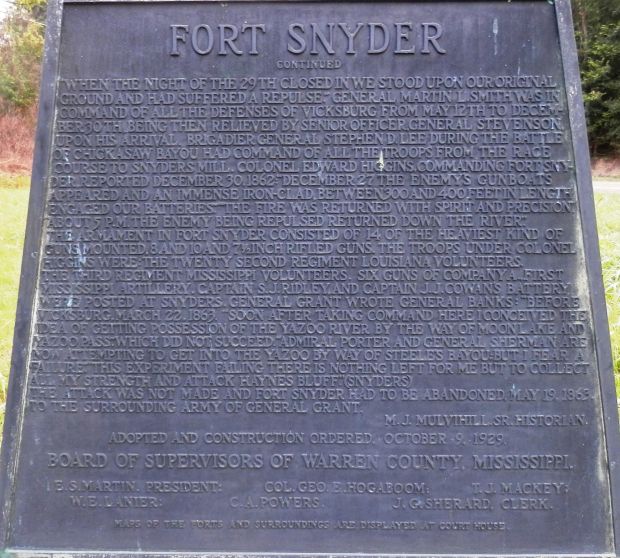 FORT SNYDER
CONTINUED
"WHEN THE NIGHT OF THE 29TH CLOSED IN WE STOOD UPON OUR ORIGINAL
GROUND AND HAD SUFFERED A REPULSE." GENERAL MARTIN L. SMITH WAS IN
COMMAND OF ALL THE DEFENSES OF VICKSBURG FROM MAY 12TH TO DECEM-
BER 30TH, BEING THEN RELIEVED BY SENIOR OFFICER GENERAL STEVENSON
UPON HIS ARRIVAL. BRIGADIER GENERAL STEPHEN D. LEE DURING THE BATTLE
OF CHICKASAW BAYOU HAD COMMAND OF ALL THE TROOPS FROM THE RACE
COURSE TO SNYDERS MILL. COLONEL EDWARD HIGGINS, COMMANDING FORT SNY-
DER REPORTED DECEMBER 30, 1862, "DECEMBER 27 THE ENEMY'S GUNBOATS
APPEARED AND AN IMMENSE IRON-CLAD, BETWEEN 300 AND 400 FEET IN LENGTH
ENGAGED OUR BATTERIES." "THE FIRE WAS RETURNED WITH SPIRIT AND PRECISION
ABOUT 5 P.M. THE ENEMY BEING REPULSED RETURNED DOWN THE RIVER."
THE ARMAMENT IN FORT SNYDER CONSISTED OF 14 OF THE HEAVIEST KIND OF
GUNS MOUNTED, 8 AND 10 AND 7½ INCH RIFLED GUNS. THE TROOPS UNDER COLONEL
WERE: THE TWENTY SECOND REGIMENT LOUISIANA VOLUNTEERS.
THE THIRD REGIMENT MISSISSIPPI VOLUNTEERS. SIX GUNS OF COMPANY A. FIRST
MISSISSIPPI ARTILLERY. CAPTAIN S.J. RIDLEY AND CAPTAIN J.J. COWAN'S BATTERY
WERE POSTED AT SNYDERS. GENERAL GRANT WROTE GENERAL BANKS: "BEFORE
VICKSBURG, MARCH 22, 1863. "SOON AFTER TAKING COMMAND HERE I CONCEIVED THE
IDEA OF GETTING POSSESSION OF THE YAZOO RIVER BY THE WAY OF MOON LAKE AND
YAZOO PASS, WHICH DID NOT SUCCEED. ADMIRAL PORTER AND GENERAL SHERMAN ARE
NOW ATTEMPTING TO GET INTO THE YAZOO BY WAY OF STEELE'S BAYOU; BUT I FEAR A
FAILURE. THIS EXPERIMENT FAILING THERE IS NOTHING LEFT FOR ME BUT TO COLLECT
ALL MY STRENGTH AND ATTACK HAYNES BLUFF." (SNYDERS)
THE ATTACK WAS NOT MADE AND FORT SNYDER HAD TO BE ABANDONED, MAY 19, 1863
TO THE SURROUNDING ARMY OF GENERAL GRANT.
M. J. MULVIHILL, SR. HISTORIAN.
ADOPTED AND CONSTRUCTION ORDERED, OCTOBER 9, 1929.
BOARD OF SUPERVISORS OF WARREN COUNTY, MISSISSIPPI.
E.S. MARTIN, PRESIDENT: COL. GEO. E. HOGABOOM: T.J. MACKEY:
W.E. LANIER: C.A. POWERS. J.G. SHERARD, CLERK.
MAPS OF THE FORTS AND SURROUNDINGS ARE DISPLAYED AT COURT HOUSE.